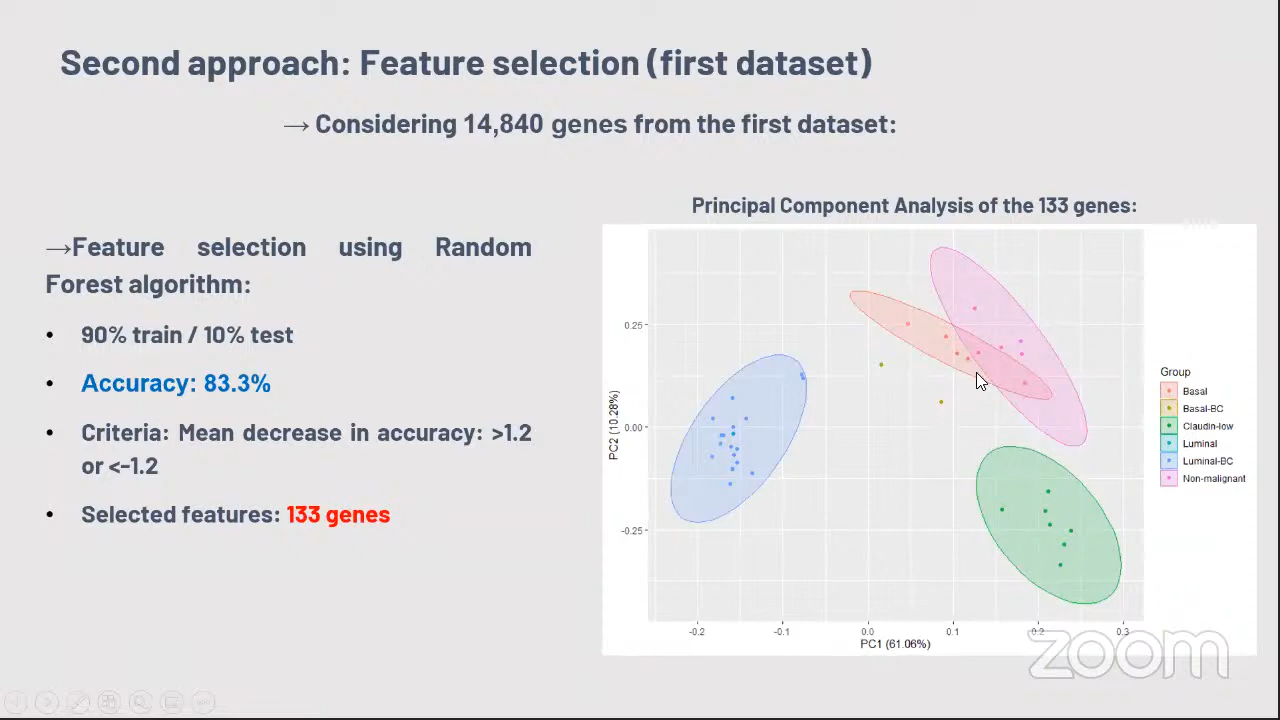 Second approach: Feature selection (first dataset)
→ Considering 14,840 genes from the first dataset:
→Feature selection using Random
Forest algorithm:
• 90% train / 10% test
• Accuracy: 83.3%
• Criteria: Mean decrease in accuracy: >1.2
or <-1.2
• Selected features: 133 genes
Principal Component Analysis of the 133 genes:
PC2 (10.28%)
0.25
0.00
-0.25
-0.2 -0.1 0.0 0.1 0.2 0.3
PC1 (61.06%)
Group
Basal
Basal-BC
Claudin-low
Luminal
Luminal-BC
Non-malignant
zoom